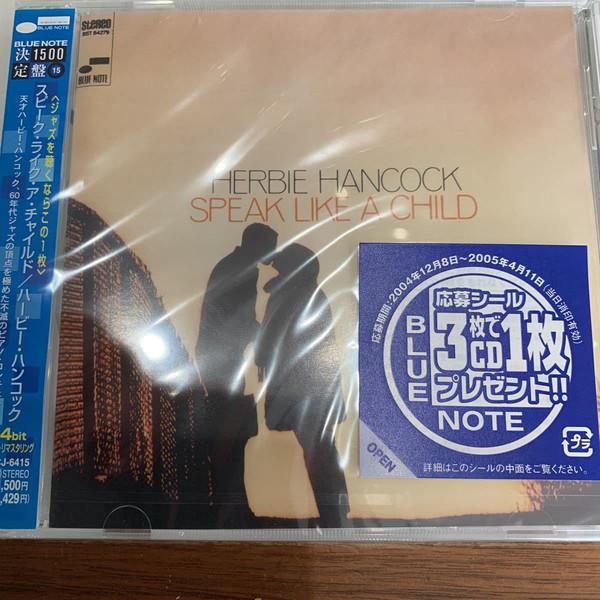 BLUE NOTE
BLUE NOTE
決定盤
1500
15
〈ジャズを聴くならこの1枚〉
スピーク・ライク・ア・チャイルド/ハービー・ハンコック
天才ハービー・ハンコック、60年代ジャズの頂点を極めた不滅のピアノ
4bit
リマスタリング
J-6415
STEREO
,500円
,429円)
stereo
BST 84279
BLUE NOTE
HERBIE HANCOCK
SPEAK LIKE A CHILD
応募期間:2004年12月8日~2005年4月11日(当日消印有効)
応募シール
3枚で
CD1枚
プレゼント!!
BLUE
NOTE
OPEN
プラ
詳細はこのシールの中面をご覧ください。